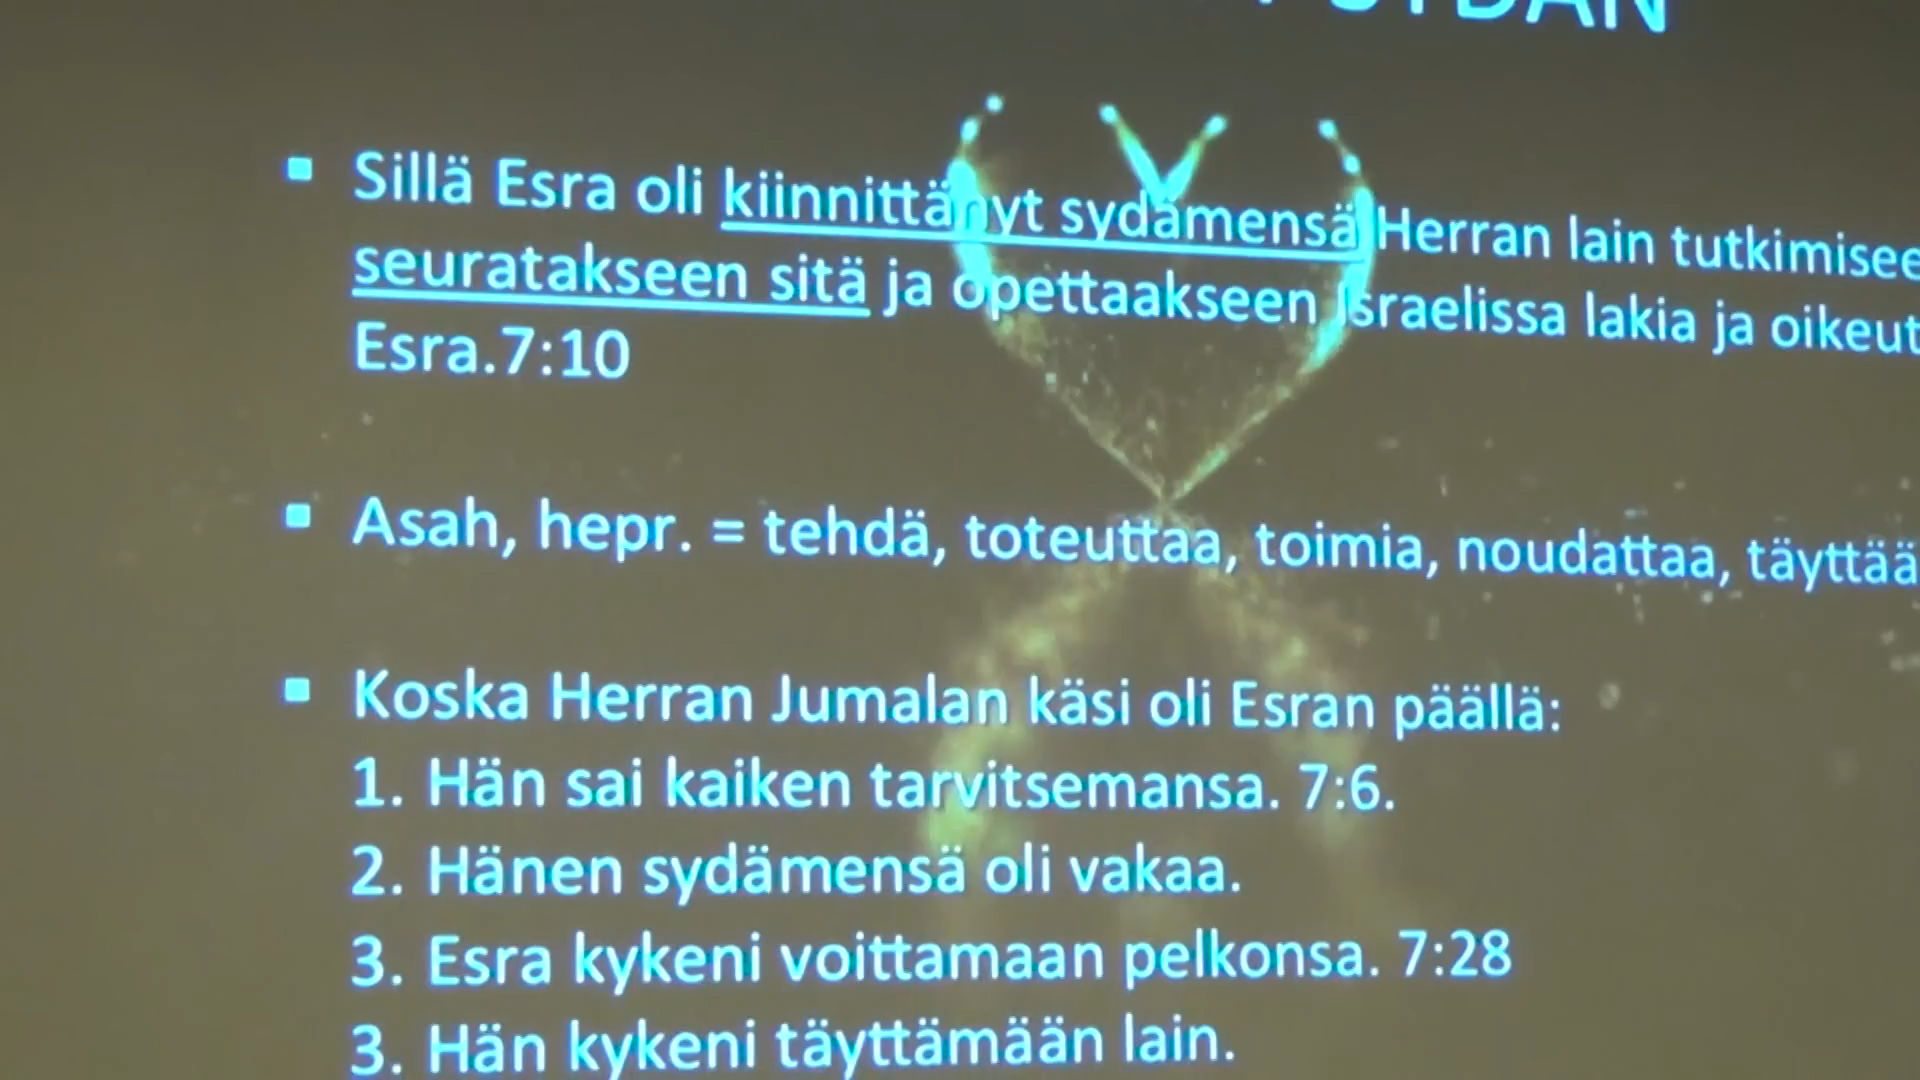 SYDÄN
▪ Sillä Esra oli kiinnittänyt sydämensä Herran lain
seuratakseen sitä ja opettaakseen Israelissa lakia ja
Esra.7:10
▪ Asah, hepr. = tehdä, toteuttaa, toimia, noudattaa, täyttää
▪ Koska Herran Jumalan käsi oli Esran päällä:
1. Hän sai kaiken tarvitsemansa. 7:6.
2. Hänen sydämensä oli vakaa.
3. Esra kykeni voittamaan pelkonsa. 7:28
3. Hän kykeni täyttämään lain.